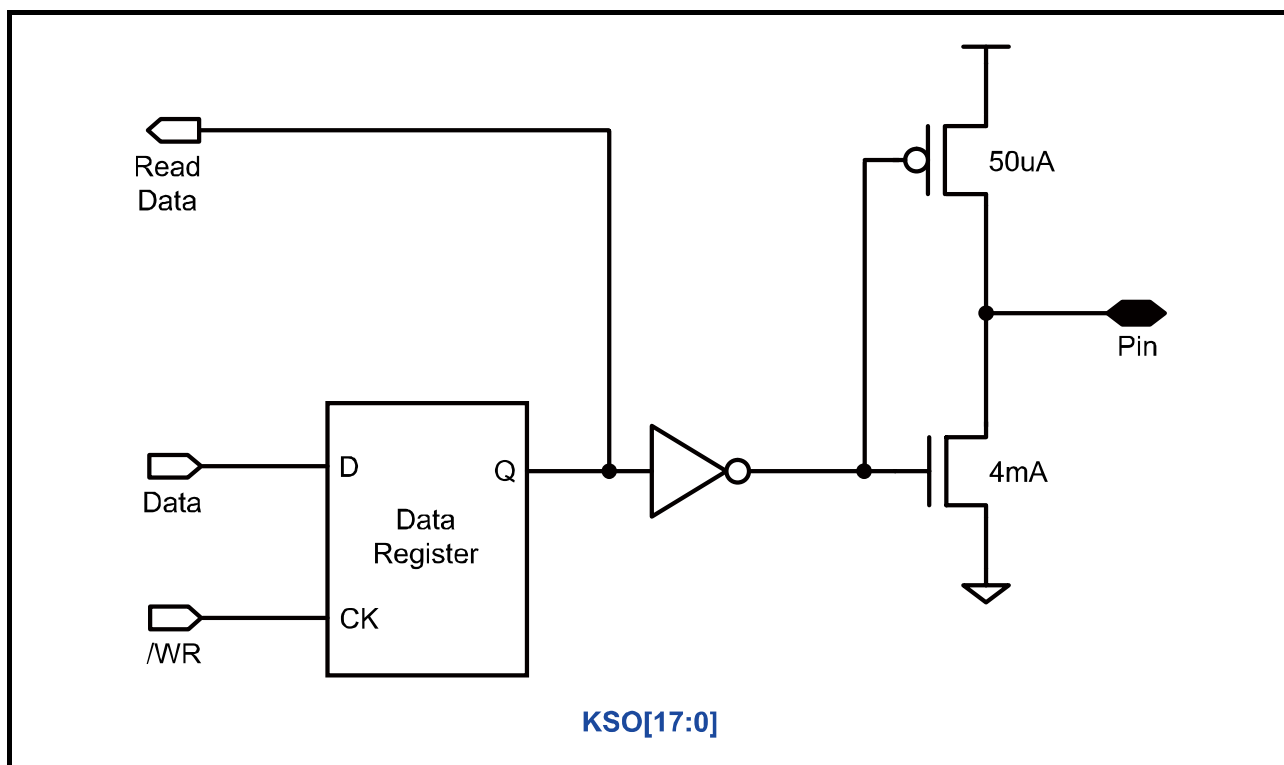 50uA
Read
Data
Pin
D
Q
4mA
Data
Data
Register
CK
/WR
KSO[17:0]